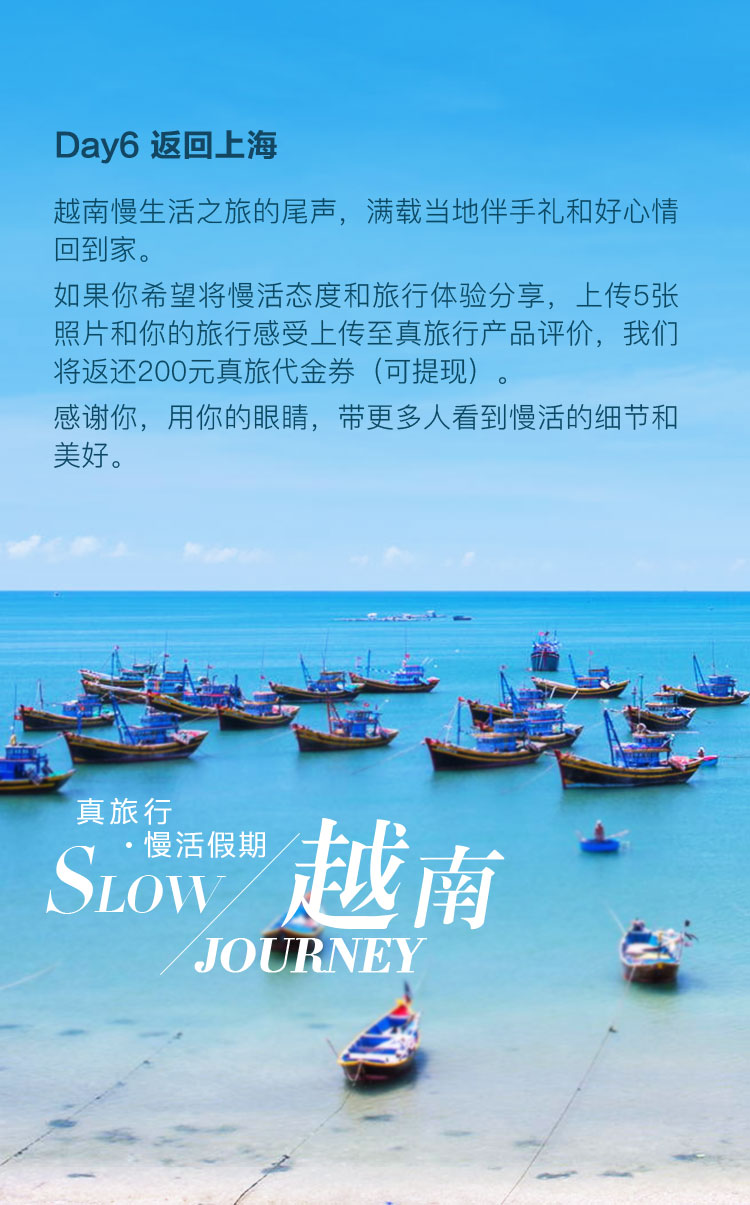 Day6 返回上海
越南慢生活之旅的尾声，满载当地伴手礼和好心情
回到家。
如果你希望将慢活态度和旅行体验分享，上传5张
照片和你的旅行感受上传至真旅行产品评价，我们
将返还200元真旅代金券（可提现）。
感谢你，用你的眼睛，带更多人看到慢活的细节和
美好。
真旅行
·慢活假期
SLOW 越南
JOURNEY